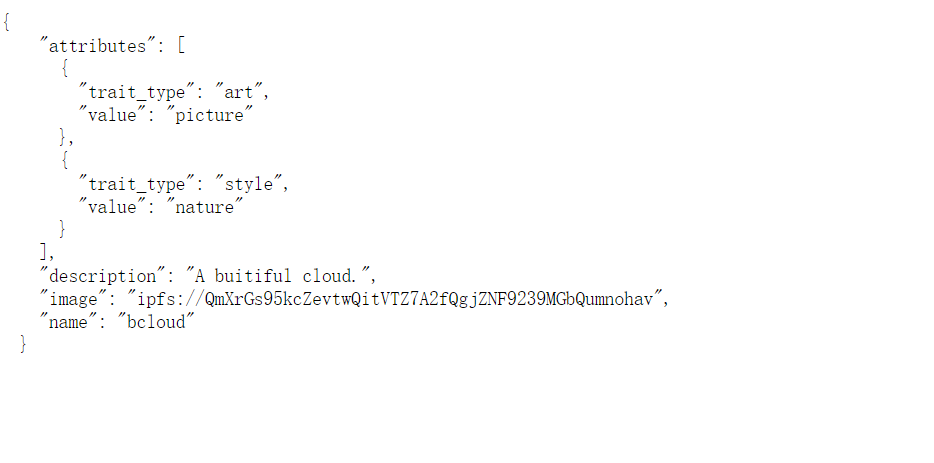 {
"attributes": [
{
"trait_type": "art",
"value": "picture"
},
{
"trait_type": "style",
"value": "nature"
}
],
"description": "A buitiful cloud.",
"image": "ipfs://QmXrGs95kcZevtwQitVTZ7A2fQgjZNF9239MGbQumnohav",
"name": "bcloud"
}